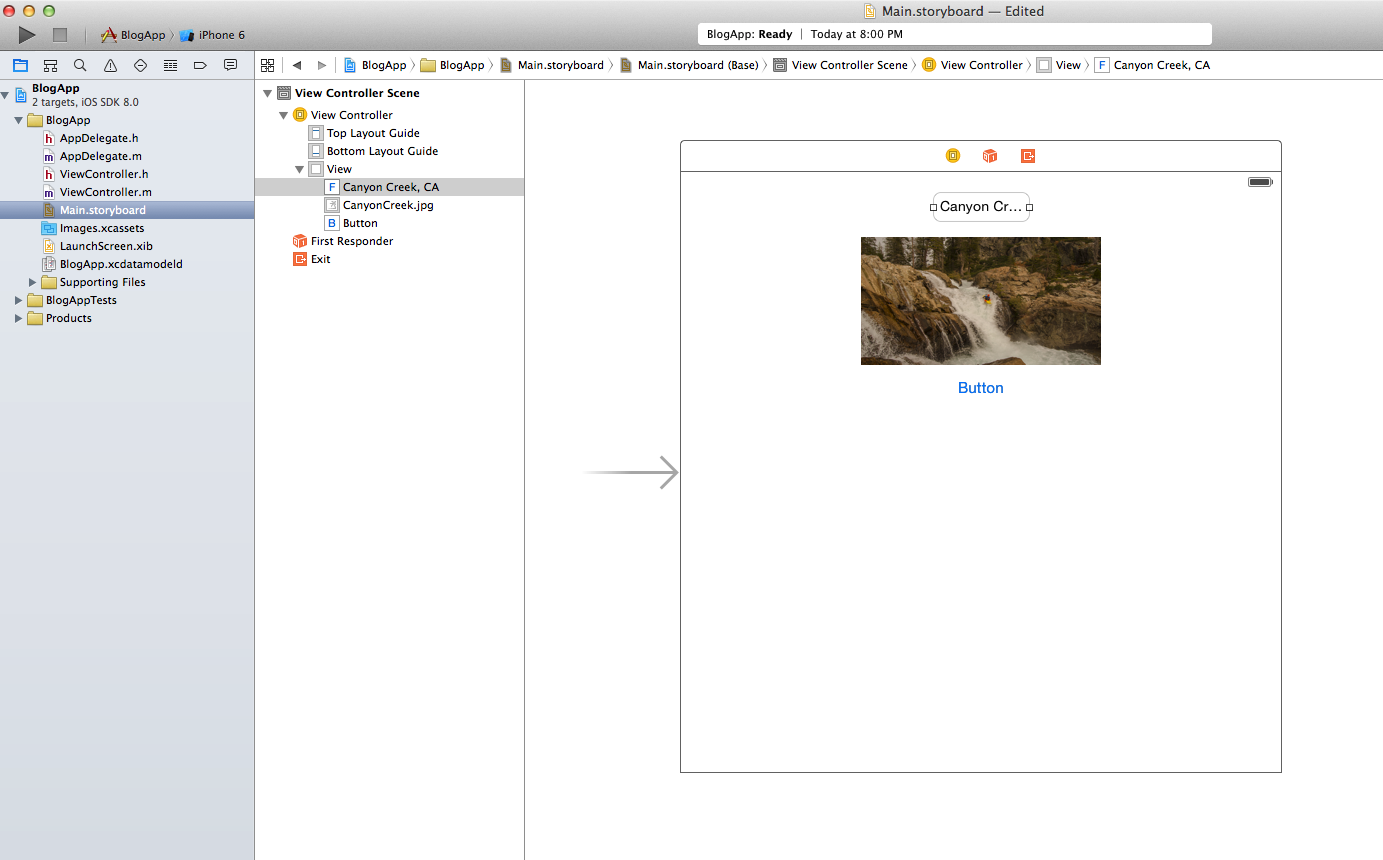 Main.storyboard — Edited
BlogApp 〉 iPhone 6
BlogApp: Ready | Today at 8:00 PM
BlogApp 〉 BlogApp 〉 Main.storyboard 〉 Main.storyboard (Base) 〉 View Controller Scene 〉 View Controller 〉 View 〉 F Canyon Creek, CA
BlogApp
2 targets, iOS SDK 8.0
BlogApp
h AppDelegate.h
m AppDelegate.m
h ViewController.h
m ViewController.m
Main.storyboard
Images.xcassets
LaunchScreen.xib
BlogApp.xcdatamodeld
Supporting Files
BlogAppTests
Products
View Controller Scene
View Controller
Top Layout Guide
Bottom Layout Guide
View
F Canyon Creek, CA
CanyonCreek.jpg
B Button
First Responder
Exit
Canyon Cr...
Button